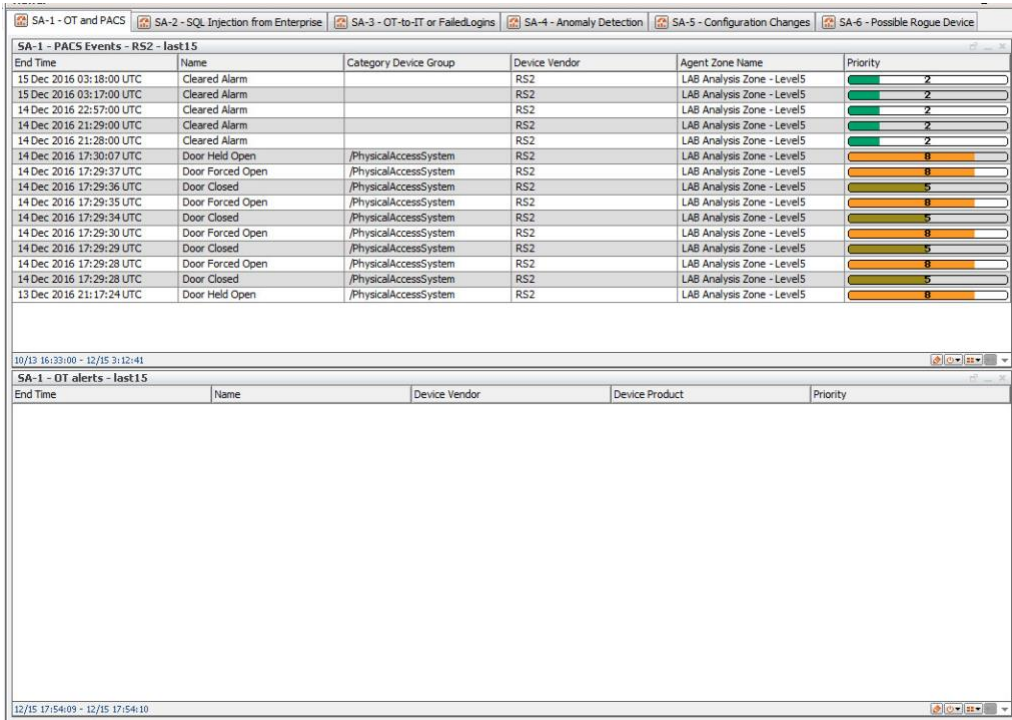 SA-1 - OT and PACS SA-2 - SQL Injection from Enterprise SA-3 - OT-to-IT or FailedLogins SA-4 - Anomaly Detection SA-5 - Configuration Changes SA-6 - Possible Rogue Device
SA-1 - PACS Events - RS2 - last15
End Time Name Category Device Group Device Vendor Agent Zone Name Priority
15 Dec 2016 03:18:00 UTC Cleared Alarm RS2 LAB Analysis Zone - Level5 2
15 Dec 2016 03:17:00 UTC Cleared Alarm RS2 LAB Analysis Zone - Level5 2
14 Dec 2016 22:57:00 UTC Cleared Alarm RS2 LAB Analysis Zone - Level5 2
14 Dec 2016 21:29:00 UTC Cleared Alarm RS2 LAB Analysis Zone - Level5 2
14 Dec 2016 21:28:00 UTC Cleared Alarm RS2 LAB Analysis Zone - Level5 2
14 Dec 2016 17:30:07 UTC Door Held Open /PhysicalAccessSystem RS2 LAB Analysis Zone - Level5 8
14 Dec 2016 17:29:37 UTC Door Forced Open /PhysicalAccessSystem RS2 LAB Analysis Zone - Level5 8
14 Dec 2016 17:29:36 UTC Door Closed /PhysicalAccessSystem RS2 LAB Analysis Zone - Level5 5
14 Dec 2016 17:29:35 UTC Door Forced Open /PhysicalAccessSystem RS2 LAB Analysis Zone - Level5 8
14 Dec 2016 17:29:34 UTC Door Closed /PhysicalAccessSystem RS2 LAB Analysis Zone - Level5 5
14 Dec 2016 17:29:30 UTC Door Forced Open /PhysicalAccessSystem RS2 LAB Analysis Zone - Level5 8
14 Dec 2016 17:29:29 UTC Door Closed /PhysicalAccessSystem RS2 LAB Analysis Zone - Level5 5
14 Dec 2016 17:29:28 UTC Door Forced Open /PhysicalAccessSystem RS2 LAB Analysis Zone - Level5 8
14 Dec 2016 17:29:28 UTC Door Closed /PhysicalAccessSystem RS2 LAB Analysis Zone - Level5 5
13 Dec 2016 21:17:24 UTC Door Held Open /PhysicalAccessSystem RS2 LAB Analysis Zone - Level5 8
10/13 16:33:00 - 12/15 3:12:41
SA-1 - OT alerts - last15
End Time Name Device Vendor Device Product Priority
12/15 17:54:09 - 12/15 17:54:10